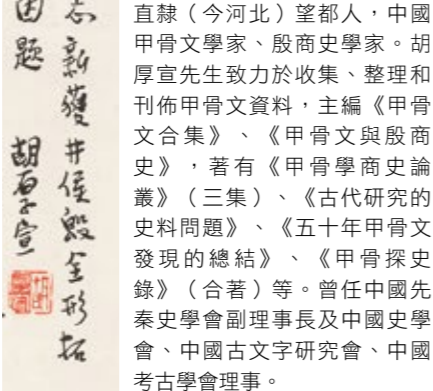 新獲井侯𣪘全形拓
因題 胡厚宣
直隸(今河北)望都人，中國
甲骨文學家、殷商史學家。胡
厚宣先生致力於收集、整理和
刊佈甲骨文資料，主編《甲骨
文合集》、《甲骨文與殷商
史》，著有《甲骨學商史論
叢》(三集)、《古代研究的
史料問題》、《五十年甲骨文
發現的總結》、《甲骨探史
錄》(合著)等。曾任中國先
秦史學會副理事長及中國史學
會、中國古文字研究會、中國
考古學會理事。